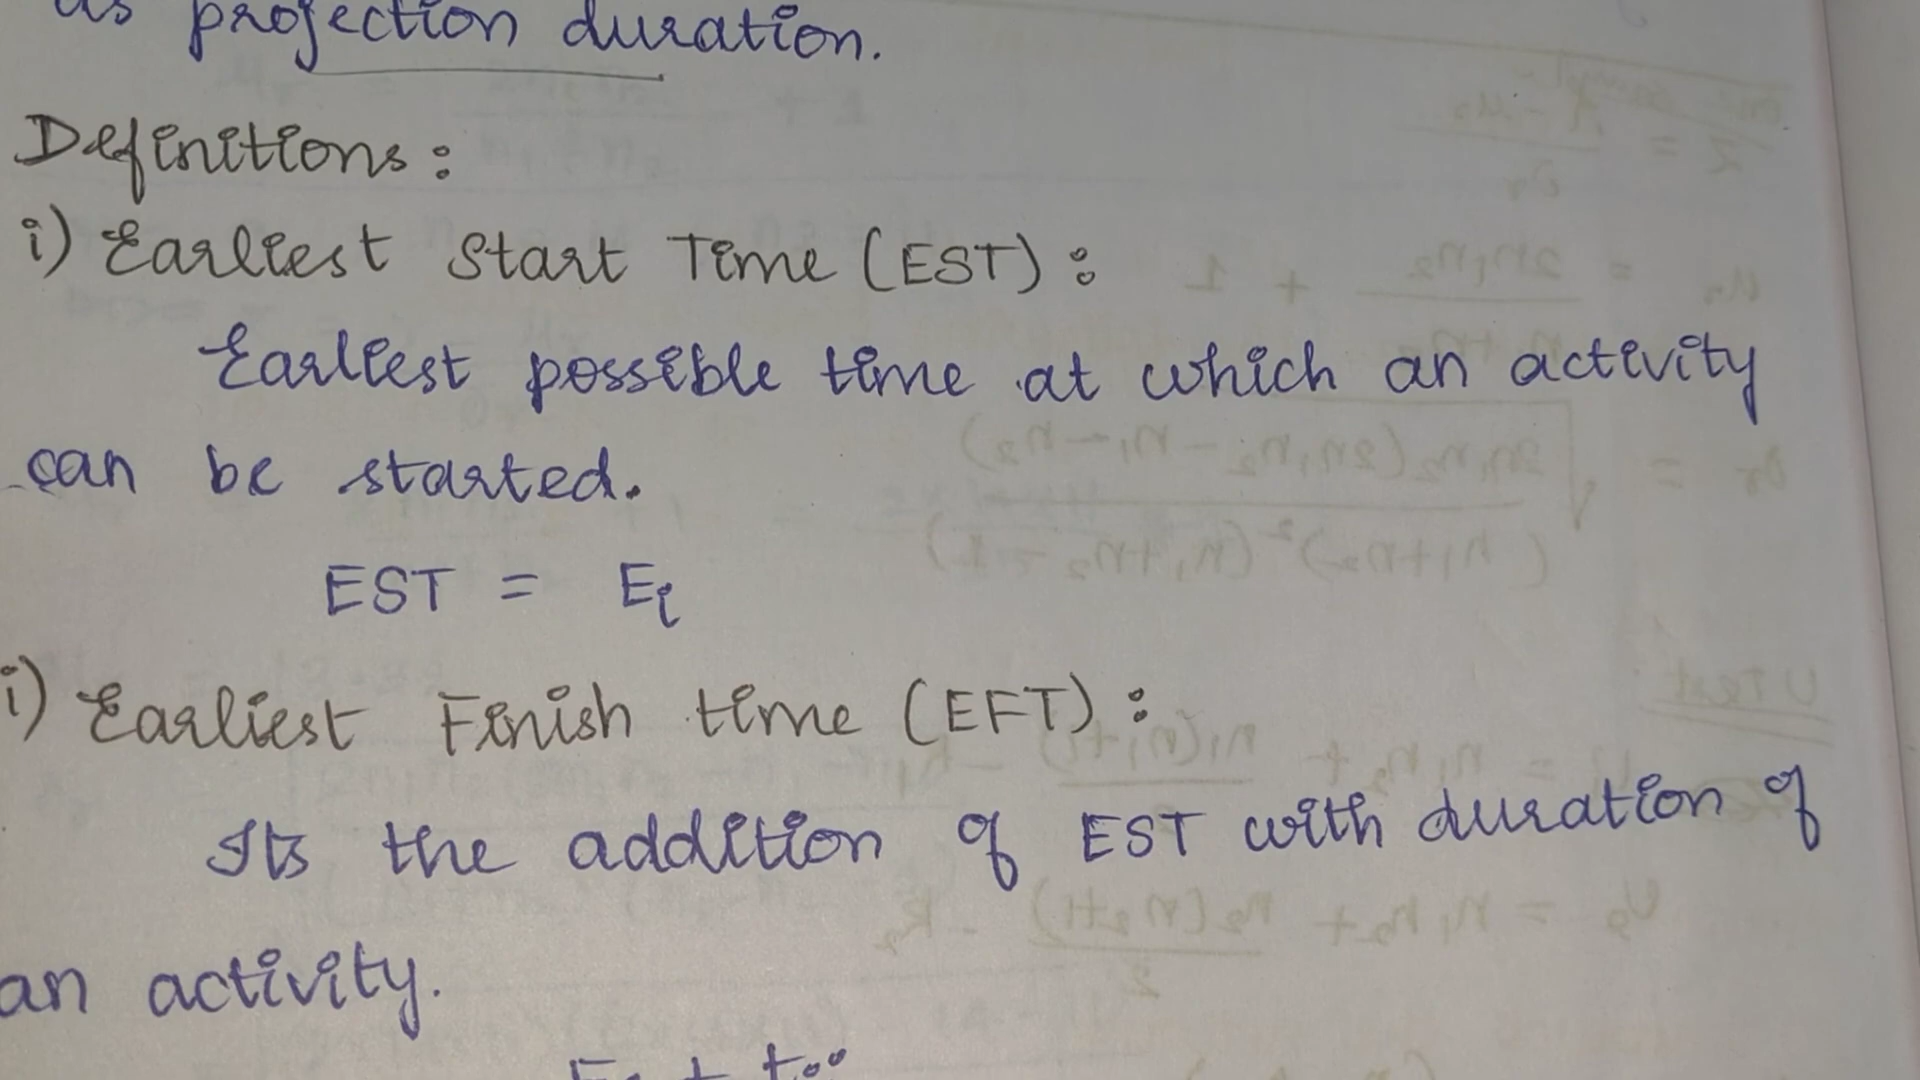 as projection duration.
Definitions:
i) Earliest Start Time (EST):
Earliest possible time at which an activity
can be started.
EST = Ei
i) Earliest Finish time (EFT):
Its the addition of EST with duration of
an activity.